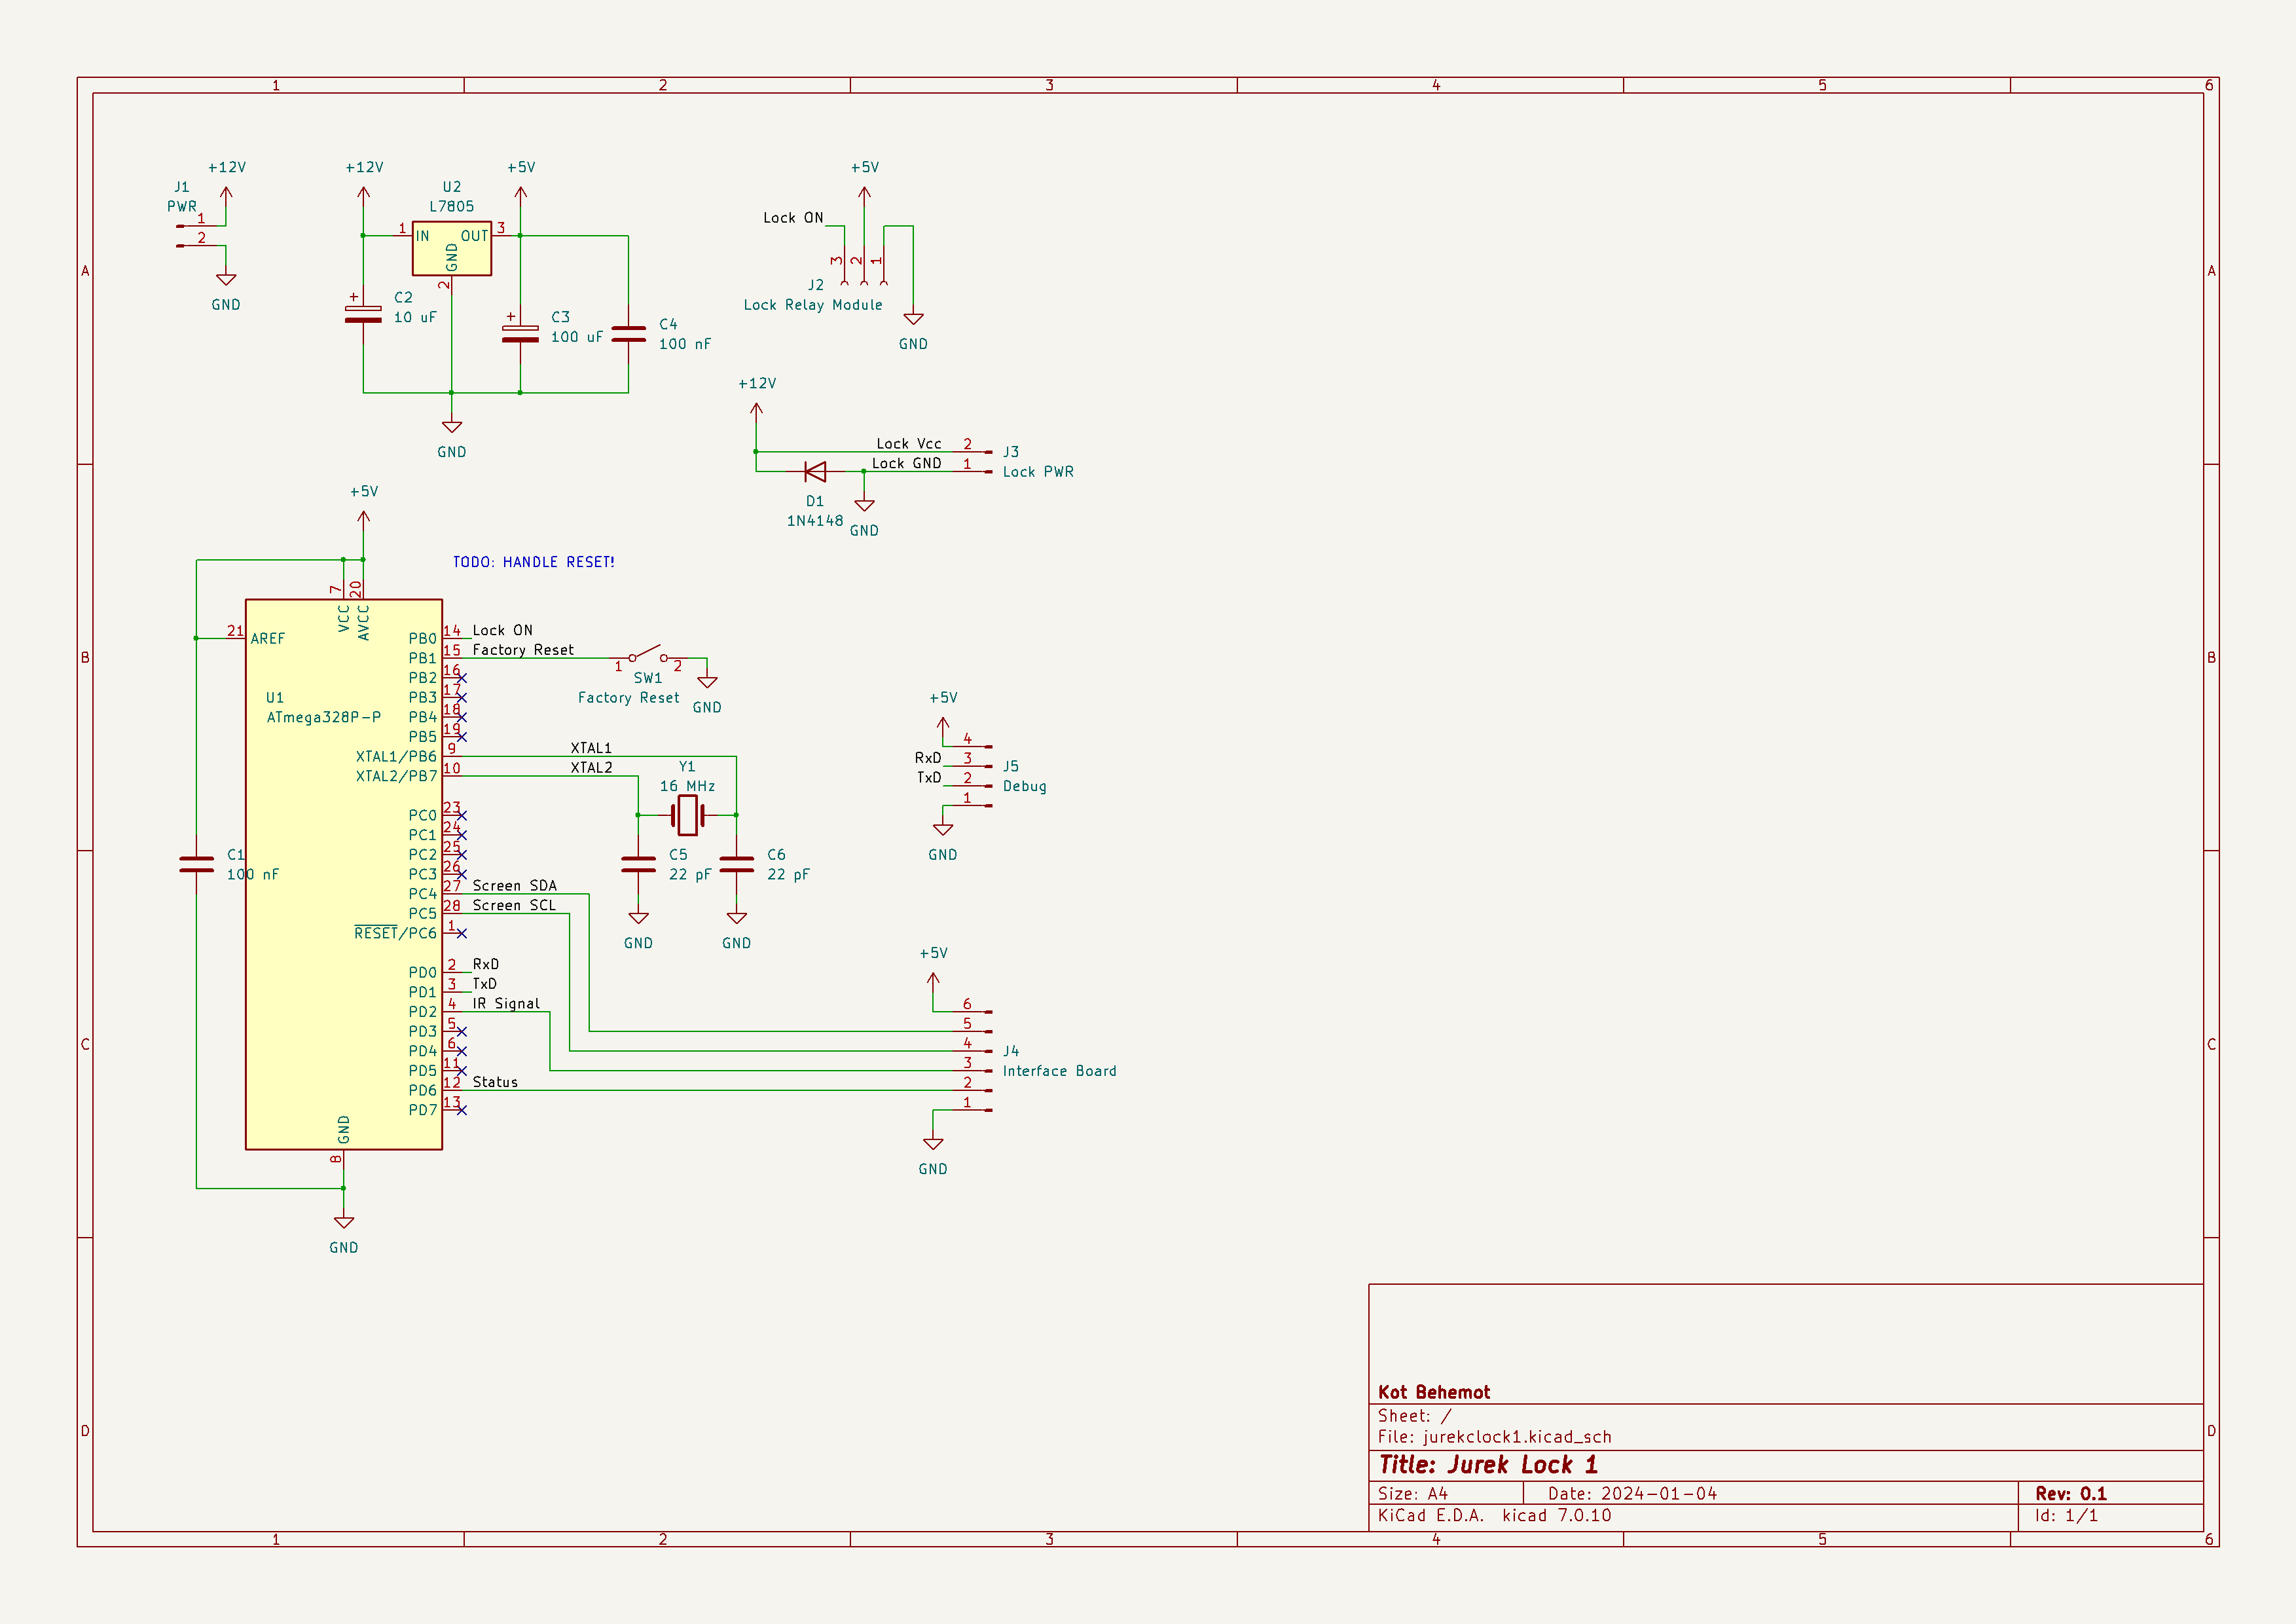 1 2 3 4 5 6
A
A
B
B
C
C
D
D
+12V
J1
PWR
1
2
GND
+12V
+5V
U2
L7805
1
IN
OUT
3
GND
2
C2
10 uF
C3
100 uF
C4
100 nF
GND
+5V
Lock ON
3
2
1
J2
Lock Relay Module
GND
+12V
Lock Vcc
2
J3
Lock GND
1
Lock PWR
D1
1N4148
GND
+5V
TODO: HANDLE RESET!
7
20
VCC
AVCC
21
AREF
U1
ATmega328P-P
C1
100 nF
PB0 14 Lock ON
PB1 15 Factory Reset
PB2 16
PB3 17
PB4 18
PB5 19
XTAL1/PB6 9 XTAL1
XTAL2/PB7 10 XTAL2
PC0 23
PC1 24
PC2 25
PC3 26
PC4 27 Screen SDA
PC5 28 Screen SCL
RESET/PC6 1
PD0 2 RxD
PD1 3 TxD
PD2 4 IR Signal
PD3 5
PD4 6
PD5 11
PD6 12 Status
PD7 13
GND
8
GND
1
2
SW1
Factory Reset
GND
Y1
16 MHz
C5
22 pF
C6
22 pF
GND
GND
+5V
4
RxD
3
J5
TxD
2
Debug
1
GND
+5V
6
5
4
J4
3
Interface Board
2
1
GND
Kot Behemot
Sheet: /
File: jurekclock1.kicad_sch
Title: Jurek Lock 1
Size: A4
Date: 2024-01-04
Rev: 0.1
KiCad E.D.A. kicad 7.0.10
Id: 1/1
1 2 3 4 5 6